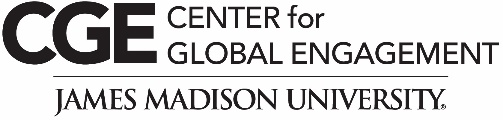 CGE CENTER for
GLOBAL ENGAGEMENT
JAMES MADISON UNIVERSITY®